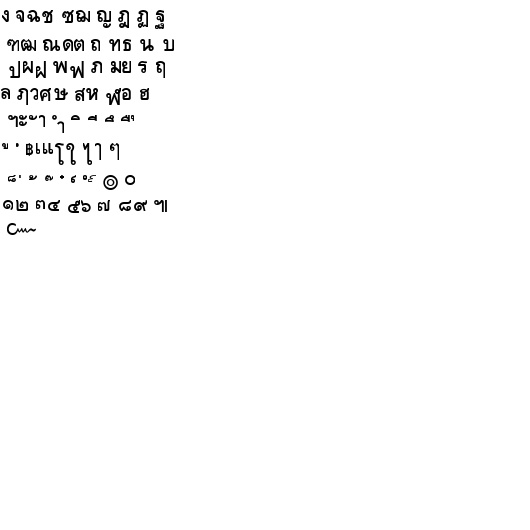 ง จ ฉ ช ซ ฌ ญ ฎ ฏ ฐ
ฑ ฒ ณ ด ต ถ ท ธ น บ
ป ผ ฝ พ ฟ ภ ม ย ร ฤ
ล ฦ ว ศ ษ ส ห ฬ อ ฮ
ฯ ะ ั า ำ ิ ี ึ ื
ู ฺ ฿ เ แ โ ใ ไ ๅ ๆ
็ ่ ้ ๊ ๋ ์ ํ ๎ ๏ ๐
๑ ๒ ๓ ๔ ๕ ๖ ๗ ๘ ๙ ๚
๛